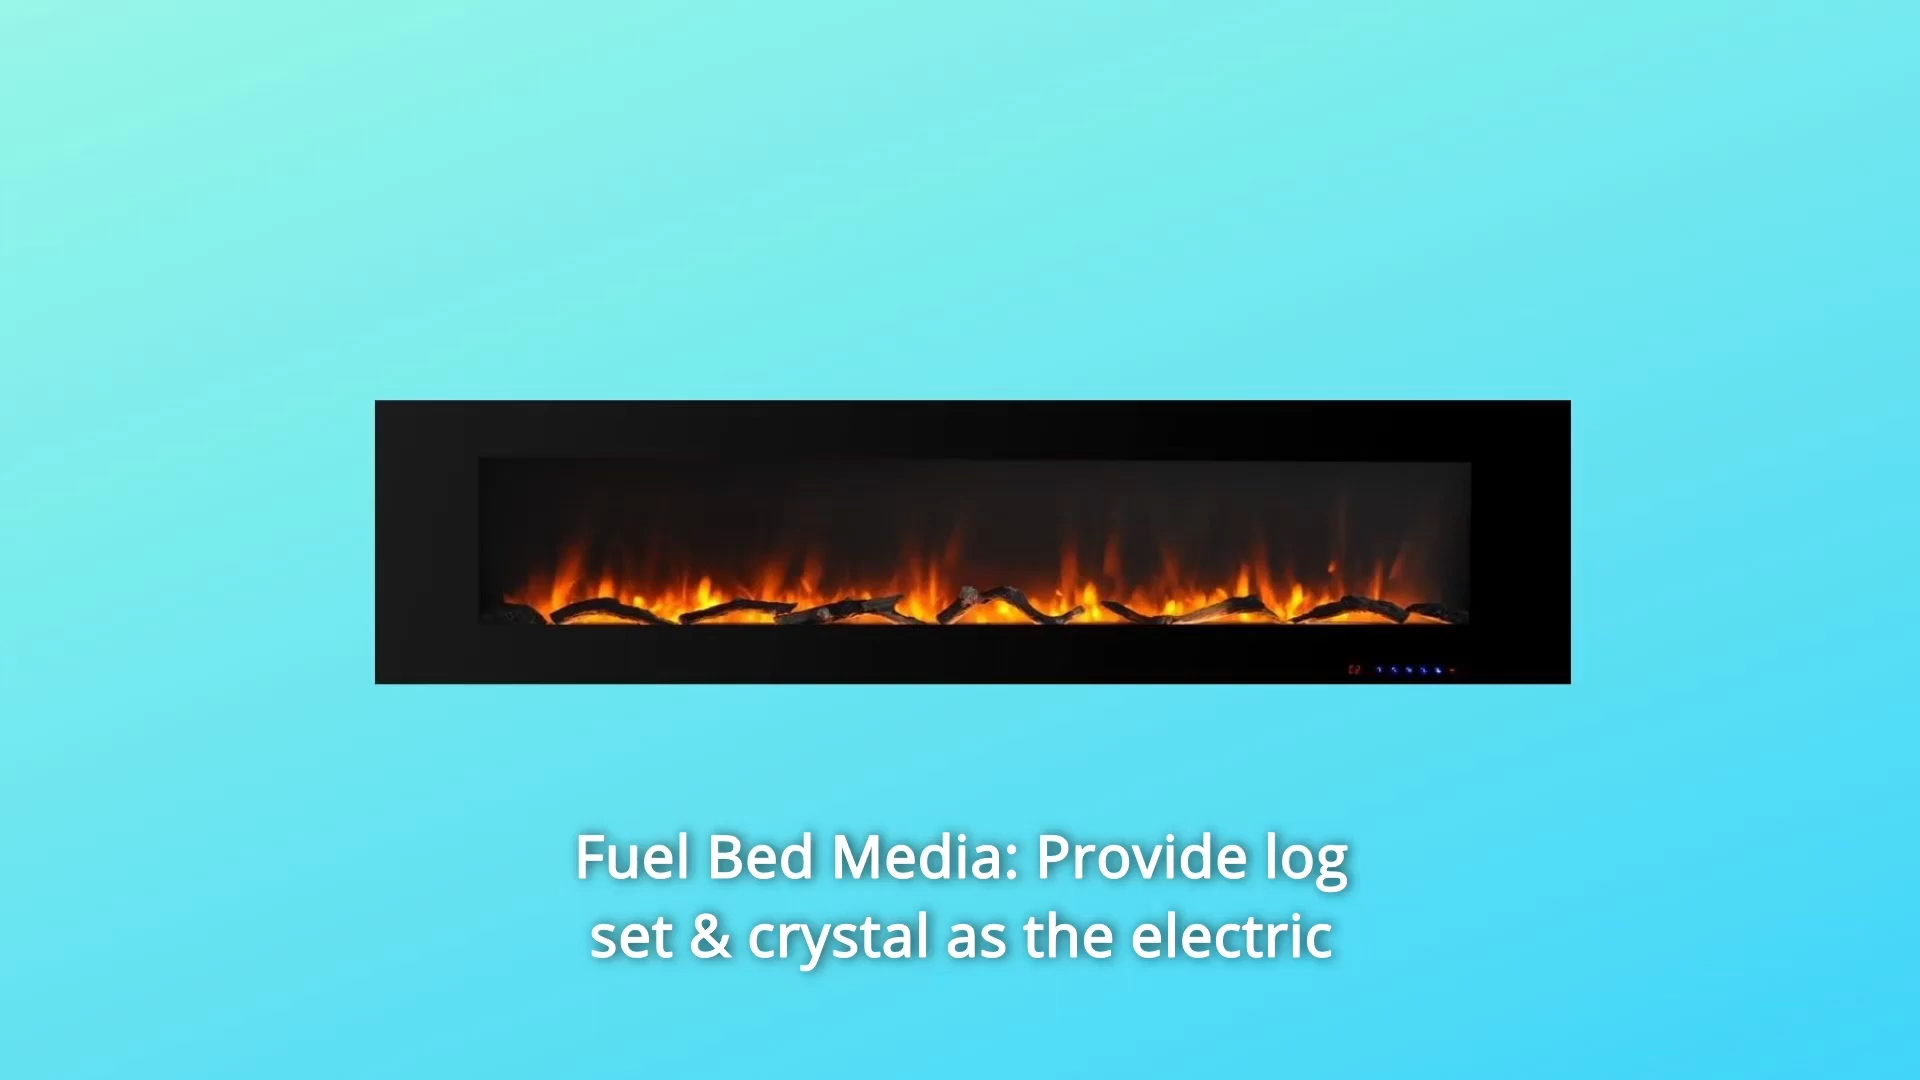 Fuel Bed Media: Provide log
set & crystal as the electric